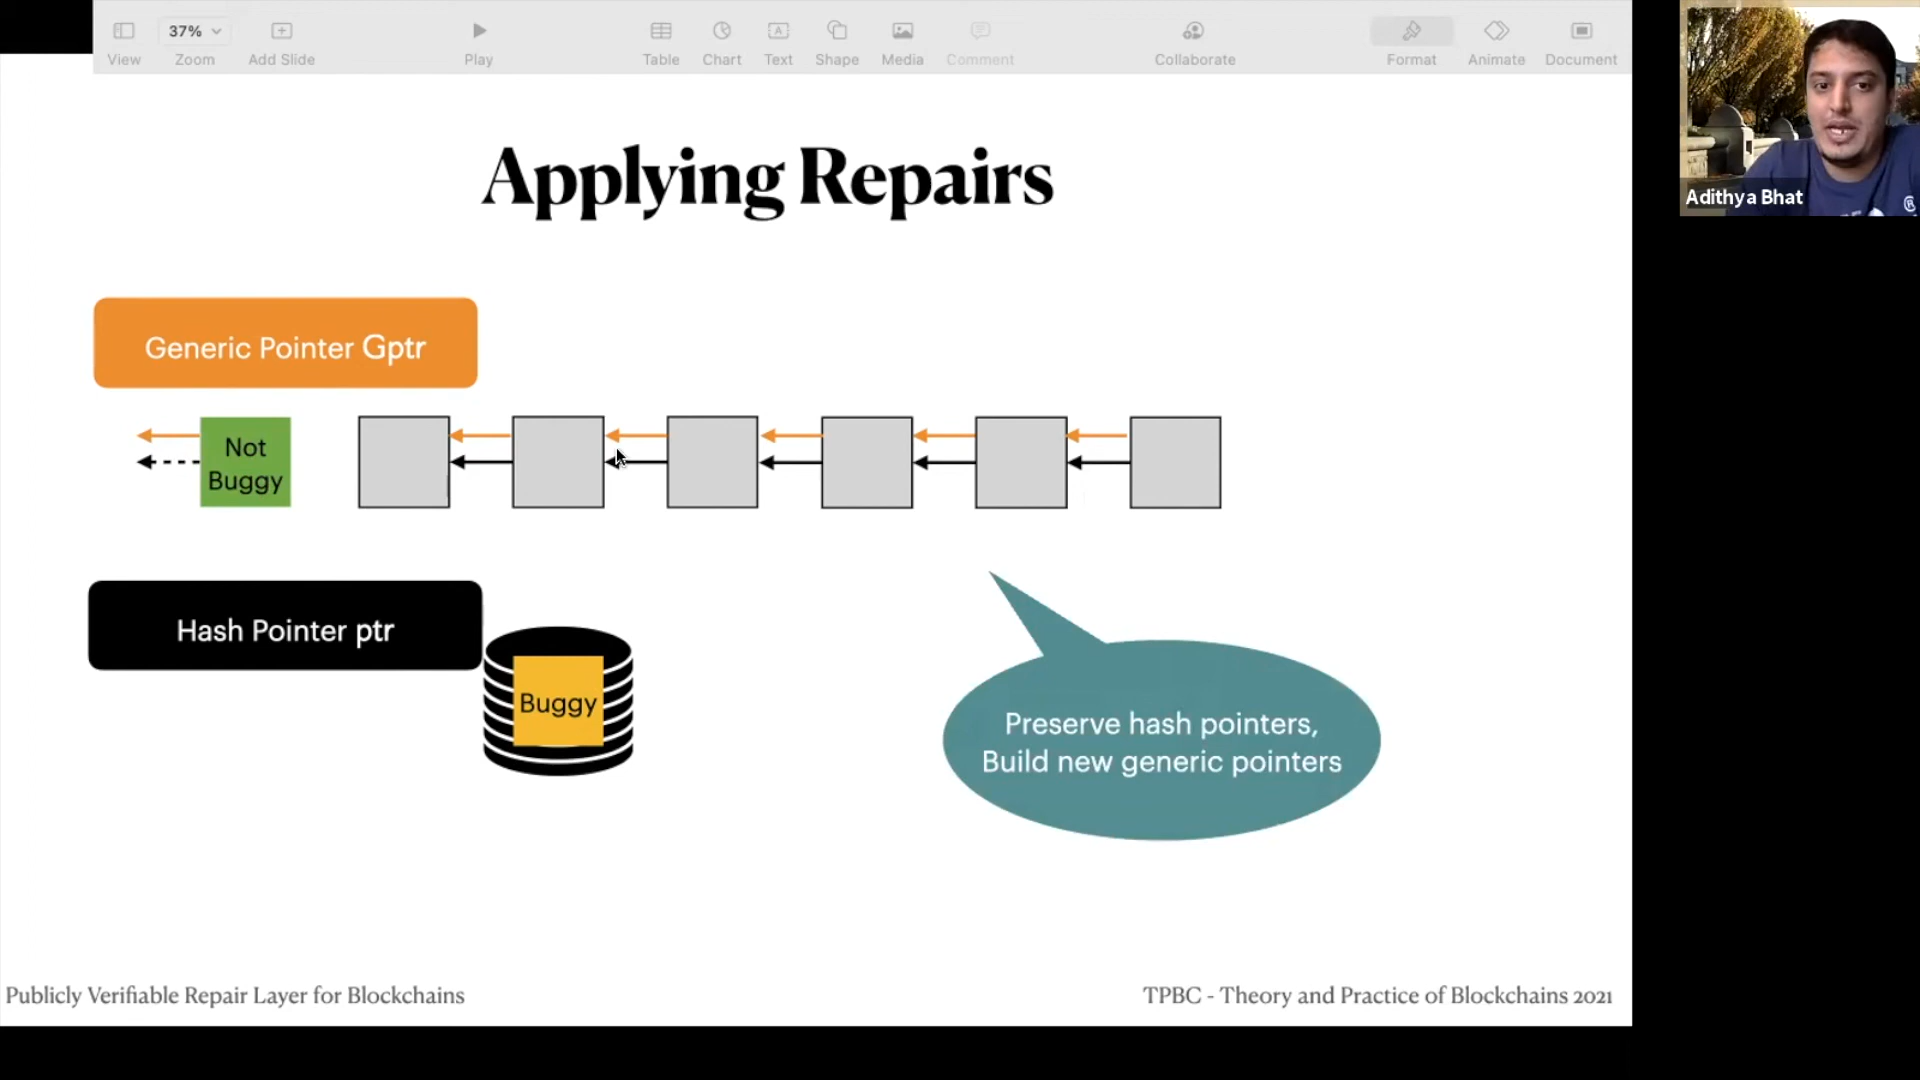 37%
View
Zoom
Add Slide
Play
Table
Chart
Text
Shape
Media
Comment
Collaborate
Format
Animate
Document
Adithya Bhat
Applying Repairs
Generic Pointer Gptr
Not
Buggy
Hash Pointer ptr
Buggy
Preserve hash pointers,
Build new generic pointers
Publicly Verifiable Repair Layer for Blockchains
TPBC - Theory and Practice of Blockchains 2021